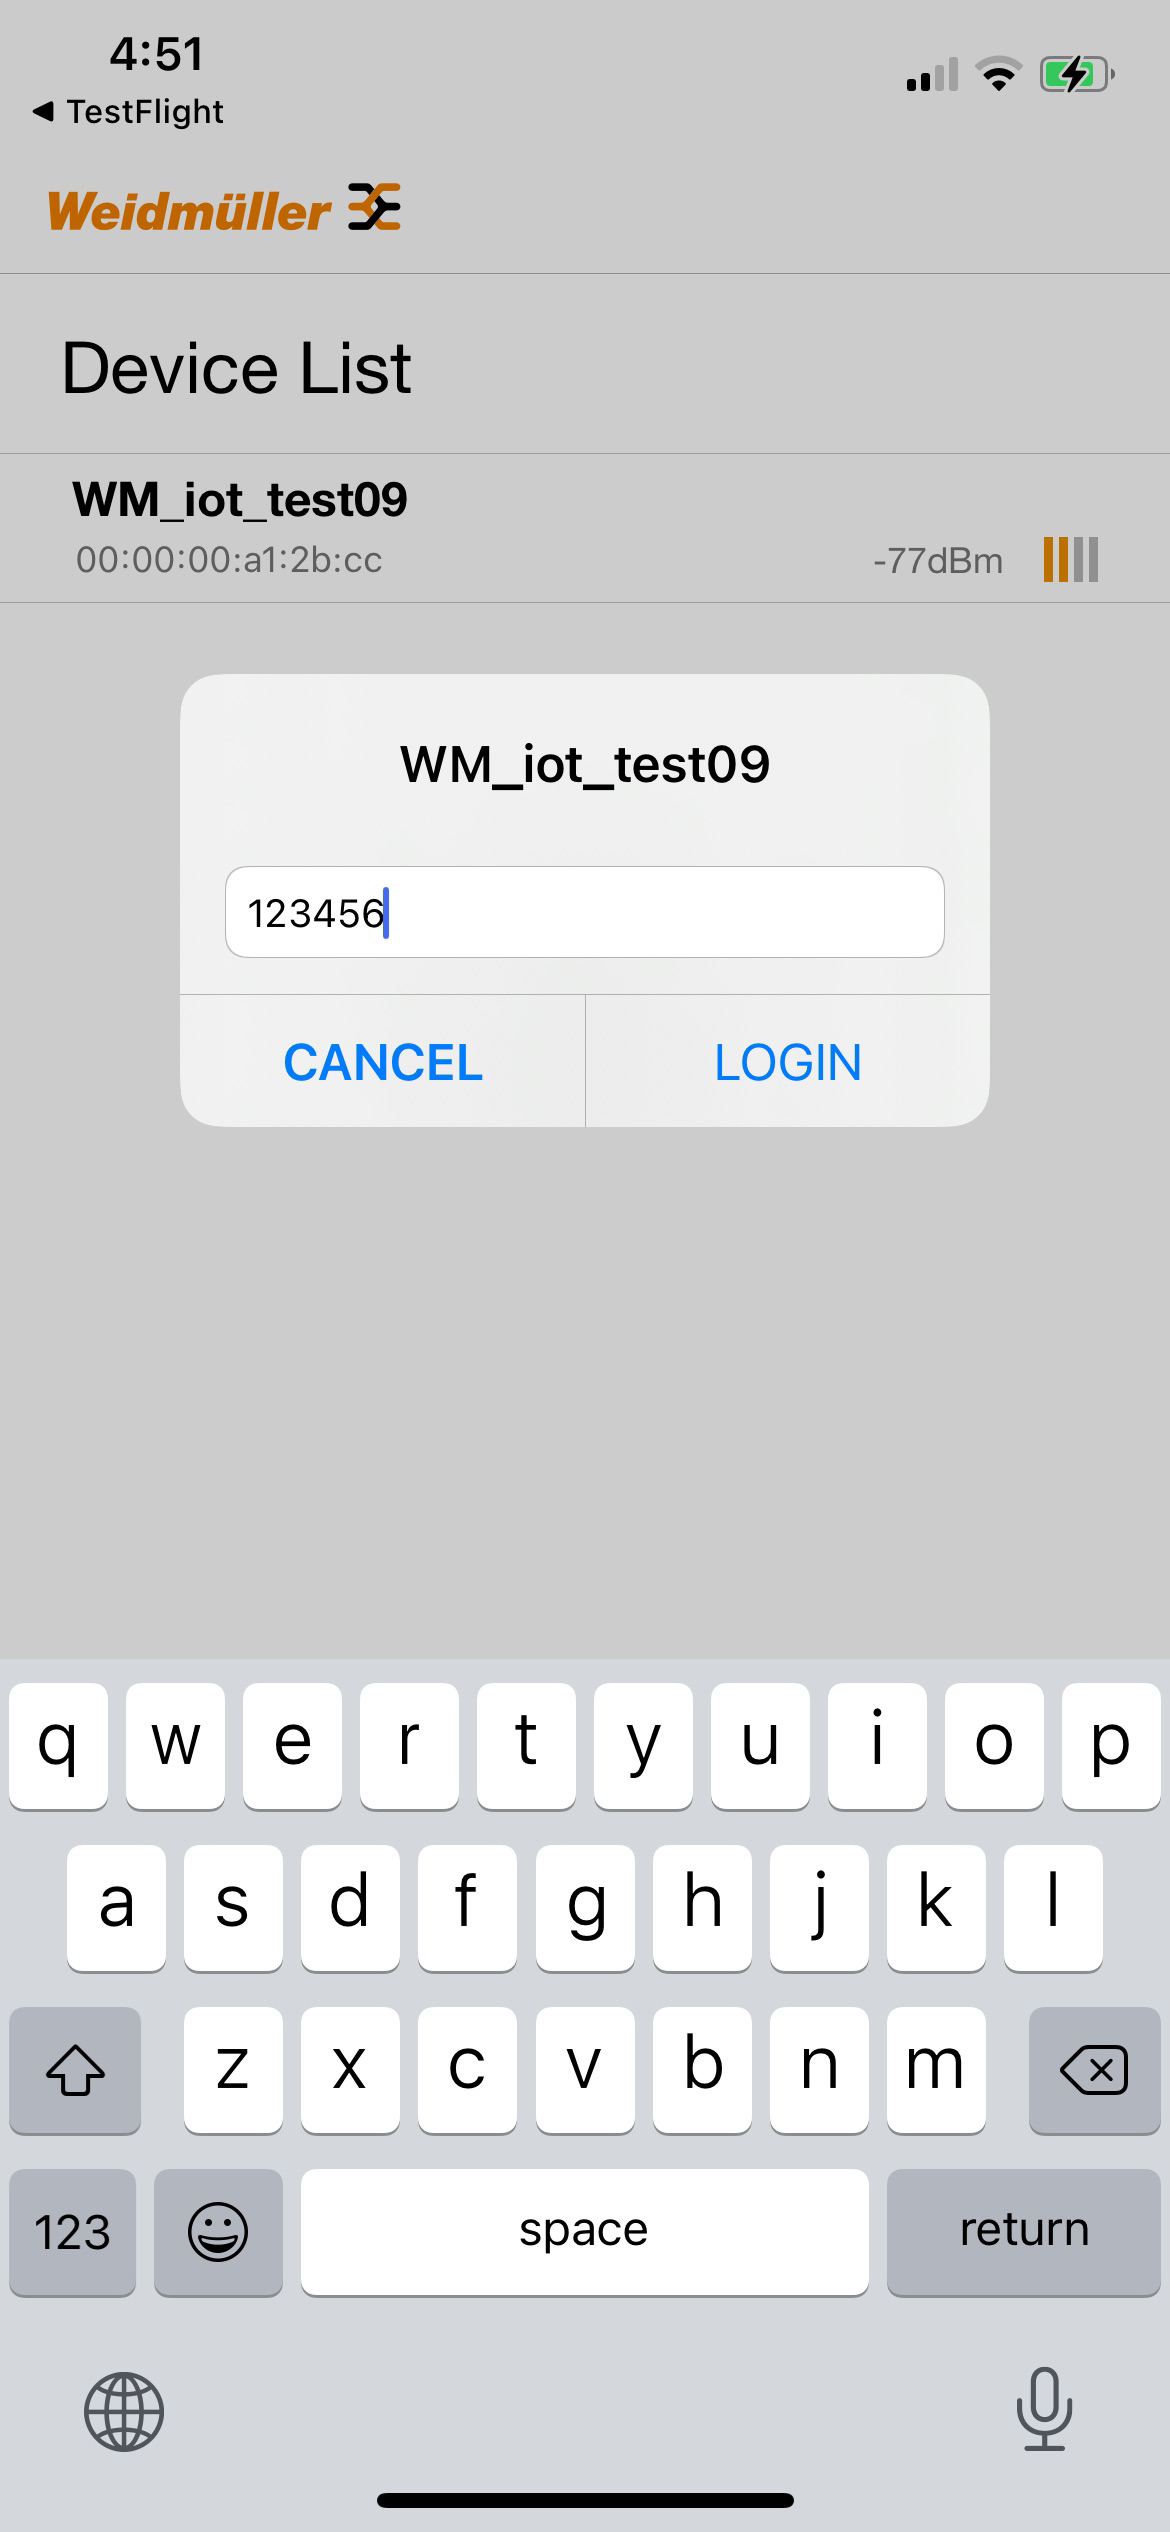 4:51
◀ TestFlight
Weidmüller
Device List
WM_iot_test09
00:00:00:a1:2b:cc
-77dBm
WM_iot_test09
123456
CANCEL LOGIN
q w e r t y u i o p
a s d f g h j k l
z x c v b n m
123 space return